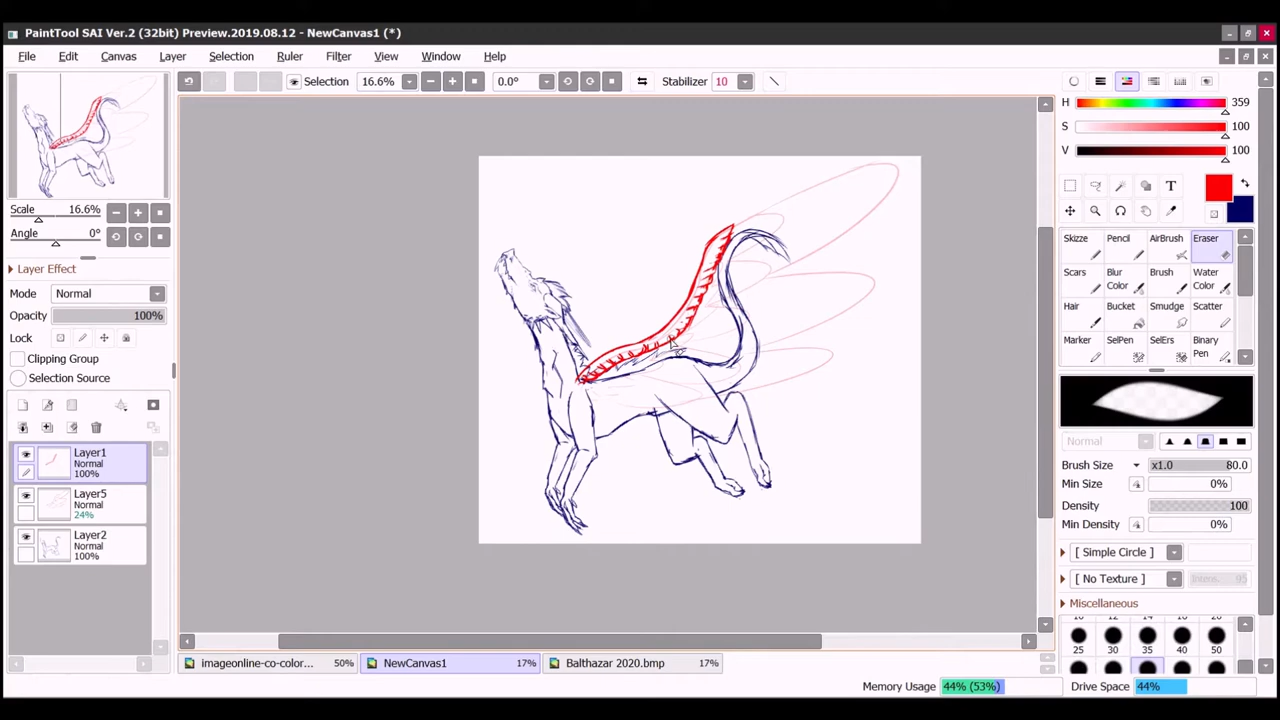 PaintTool SAI Ver.2 (32bit) Preview.2019.08.12 - NewCanvas1 (*)
File Edit Canvas Layer Selection Ruler Filter View Window Help
Selection 16.6% 0.0° Stabilizer 10
H 359
S 100
V 100
T
Scale 16.6%
Angle 0°
Layer Effect
Mode Normal
Opacity 100%
Lock
Clipping Group
Selection Source
Layer1
Normal
100%
Layer5
Normal
24%
Layer2
Normal
100%
Skizze Pencil AirBrush Eraser
Scars Blur Color Brush Water Color
Hair Bucket Smudge Scatter
Marker SelPen SelErs Binary Pen
Normal
Brush Size x1.0 80.0
Min Size 0%
Density 100
Min Density 0%
[ Simple Circle ]
[ No Texture ] Intens. 95
Miscellaneous
25 30 35 40 50
imageonline-co-color... 50% NewCanvas1 17% Balthazar 2020.bmp 17%
Memory Usage 44% (53%) Drive Space 44%